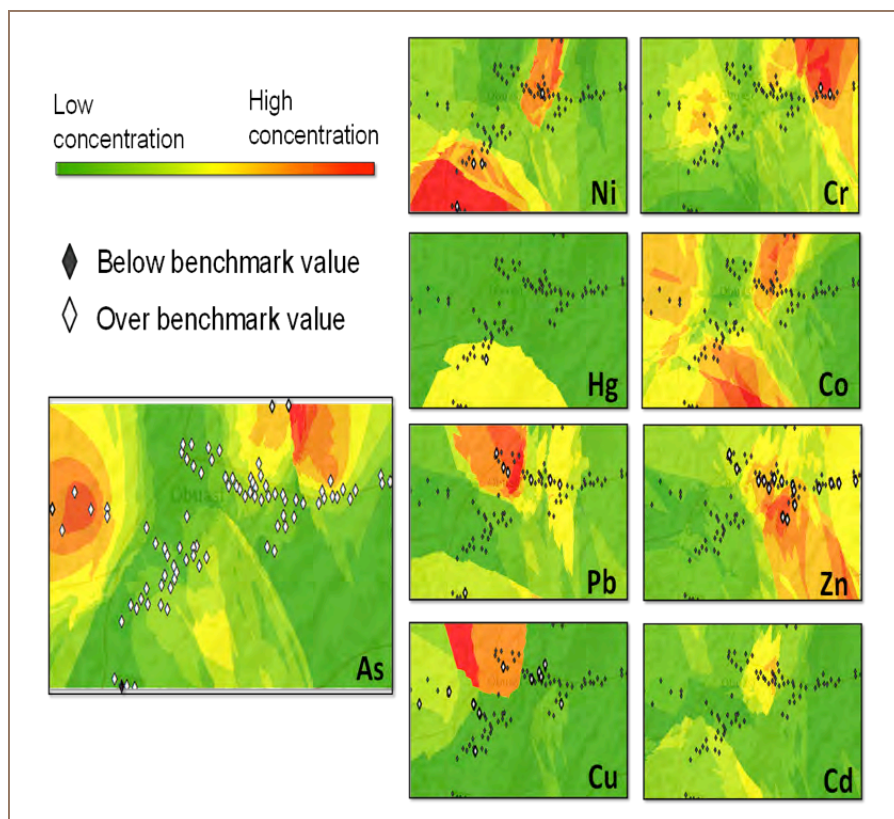 Low
concentration
High
concentration
Below benchmark value
Over benchmark value
Obuasi
As
Ni
Cr
Hg
Co
Pb
Zn
Cu
Cd